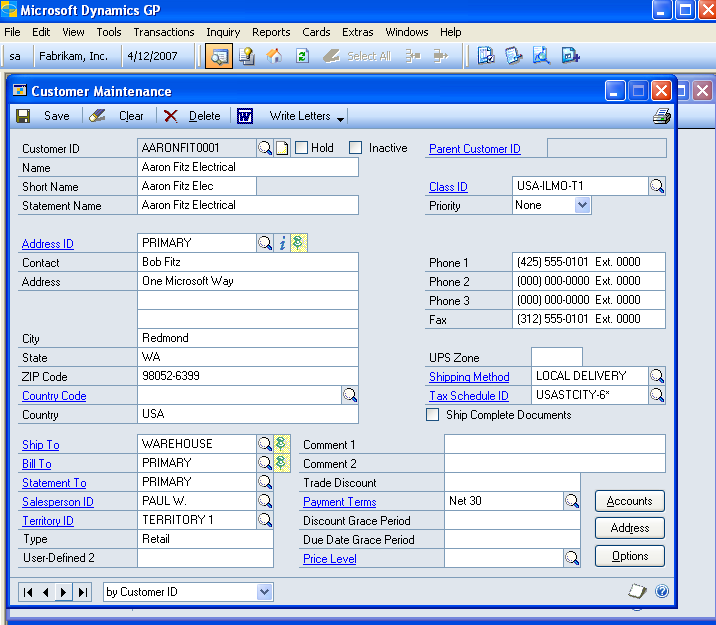 Microsoft Dynamics GP
File Edit View Tools Transactions Inquiry Reports Cards Extras Windows Help
sa Fabrikam, Inc. 4/12/2007 Select All
Customer Maintenance
Save Clear Delete Write Letters
Customer ID AARONFIT0001 Hold Inactive Parent Customer ID
Name Aaron Fitz Electrical
Short Name Aaron Fitz Elec Class ID USA-ILMO-T1
Statement Name Aaron Fitz Electrical Priority None
Address ID PRIMARY
Contact Bob Fitz Phone 1 (425) 555-0101 Ext. 0000
Address One Microsoft Way Phone 2 (000) 000-0000 Ext. 0000
Phone 3 (000) 000-0000 Ext. 0000
Fax (312) 555-0101 Ext. 0000
City Redmond
State WA UPS Zone
ZIP Code 98052-6399 Shipping Method LOCAL DELIVERY
Country Code Tax Schedule ID USASTCITY-6*
Country USA Ship Complete Documents
Ship To WAREHOUSE Comment 1
Bill To PRIMARY Comment 2
Statement To PRIMARY Trade Discount
Salesperson ID PAUL W. Payment Terms Net 30 Accounts
Territory ID TERRITORY 1 Discount Grace Period Address
Type Retail Due Date Grace Period
User-Defined 2 Price Level Options
by Customer ID